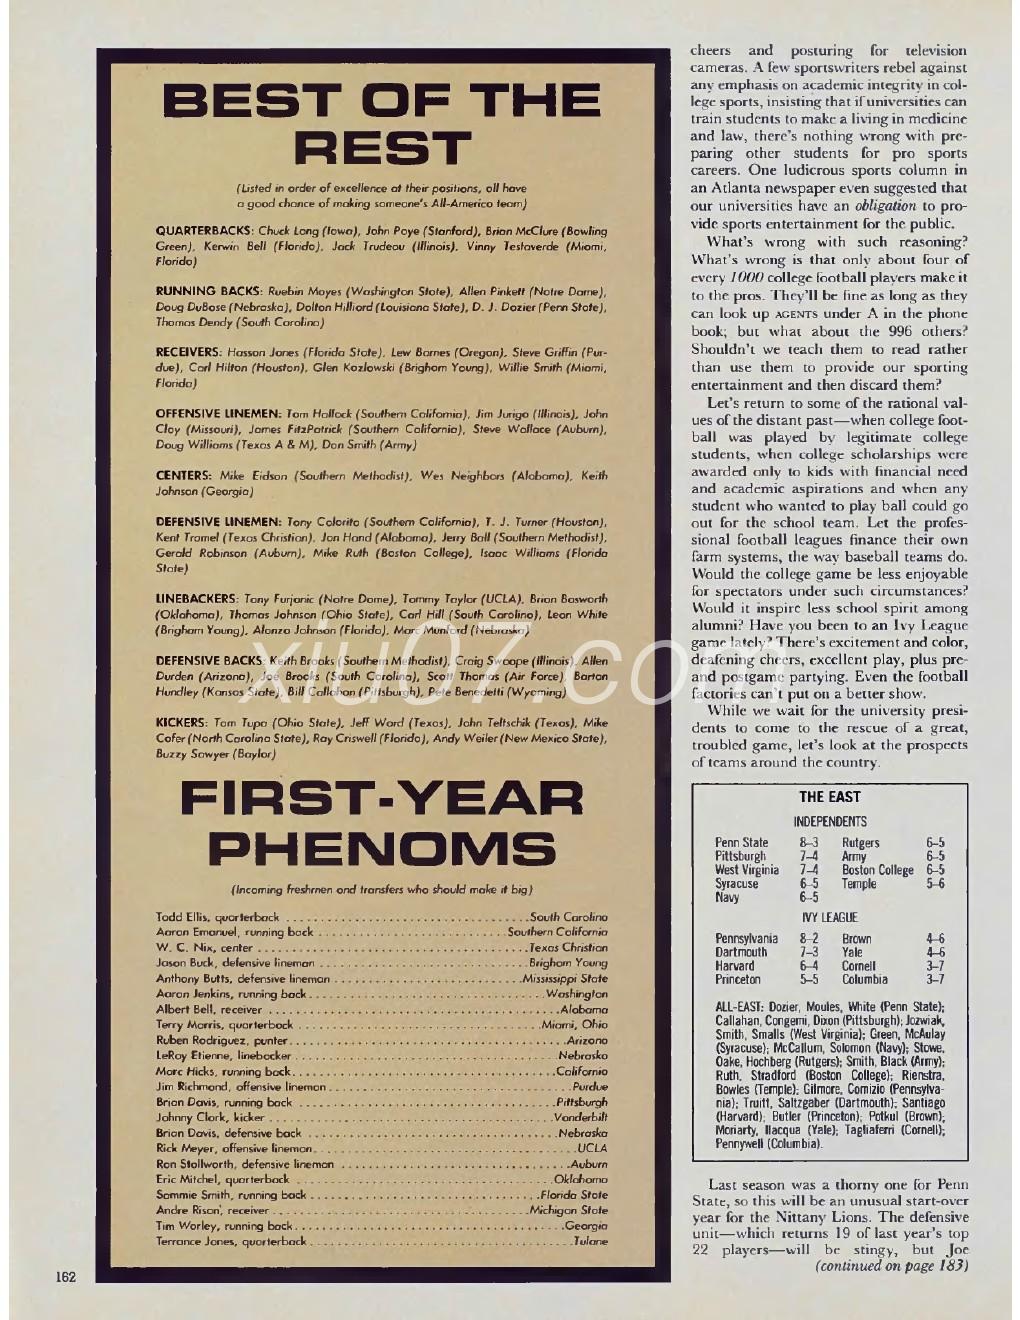 BEST OF THE
REST
(Listed in order of excellence at their positions, all have
a good chance of making someone's All-America team)
QUARTERBACKS: Chuck Long (Iowa), John Paye (Stanford), Brian McClure (Bowling
Green), Kerwin Bell (Florida), Jack Trudeau (Illinois), Vinny Testaverde (Miami,
Florida)
RUNNING BACKS: Ruebin Mayes (Washington State), Allen Pinkett (Notre Dame),
Doug DuBose (Nebraska), Dalton Hilliard (Louisiana State), D. J. Dozier (Penn State),
Thomas Dendy (South Carolina)
RECEIVERS: Hassan Jones (Florida State), Lew Barnes (Oregon), Steve Griffin (Pur-
due), Carl Hilton (Houston), Glen Kozlowski (Brigham Young), Willie Smith (Miami,
Florida)
OFFENSIVE LINEMEN: Tom Hallock (Southern California), Jim Juriga (Illinois), John
Clay (Missouri), James FitzPatrick (Southern California), Steve Wallace (Auburn),
Doug Williams (Texas A & M), Don Smith (Army)
CENTERS: Mike Eidson (Southern Methodist), Wes Neighbors (Alabama), Keith
Johnson (Georgia)
DEFENSIVE LINEMEN: Tony Colorito (Southern California), T. J. Turner (Houston),
Kent Tramel (Texas Christian), Jon Hand (Alabama), Jerry Ball (Southern Methodist),
Gerald Robinson (Auburn), Mike Ruth (Boston College), Isaac Williams (Florida
State)
LINEBACKERS: Tony Furjanic (Notre Dame), Tommy Taylor (UCLA), Brian Bosworth
(Oklahoma), Thomas Johnson (Ohio State), Carl Hill (South Carolina), Leon White
(Brigham Young), Alonzo Johnson (Florida), Marc Munford (Nebraska)
DEFENSIVE BACKS: Keith Brooks (Southern Methodist), Craig Swoope (Illinois), Allen
Durden (Arizona), Joe Brooks (South Carolina), Scott Thomas (Air Force), Barton
Hundley (Kansas State), Bill Callahan (Pittsburgh), Pete Benedetti (Wyoming)
KICKERS: Tom Tupa (Ohio State), Jeff Ward (Texas), John Teltschik (Texas), Mike
Cofer (North Carolina State), Ray Criswell (Florida), Andy Weiler (New Mexico State),
Buzzy Sawyer (Baylor)
FIRST-YEAR
PHENOMS
(Incoming freshmen and transfers who should make it big)
Todd Ellis, quarterback ... South Carolina
Aaron Emanuel, running back ... Southern California
W. C. Nix, center ... Texas Christian
Jason Buck, defensive lineman ... Brigham Young
Anthony Butts, defensive lineman ... Mississippi State
Aaron Jenkins, running back ... Washington
Albert Bell, receiver ... Alabama
Terry Morris, quarterback ... Miami, Ohio
Ruben Rodriguez, punter ... Arizona
LeRoy Etienne, linebacker ... Nebraska
Marc Hicks, running back ... California
Jim Richmond, offensive lineman ... Purdue
Brian Davis, running back ... Pittsburgh
Johnny Clark, kicker ... Vanderbilt
Brian Davis, defensive back ... Nebraska
Rick Meyer, offensive lineman ... UCLA
Ron Stallworth, defensive lineman ... Auburn
Eric Mitchel, quarterback ... Oklahoma
Sammie Smith, running back ... Florida State
Andre Rison, receiver ... Michigan State
Tim Worley, running back ... Georgia
Terrance Jones, quarterback ... Tulane
162
cheers and posturing for television
cameras. A few sportswriters rebel against
any emphasis on academic integrity in col-
lege sports, insisting that if universities can
train students to make a living in medicine
and law, there's nothing wrong with pre-
paring other students for pro sports
careers. One ludicrous sports column in
an Atlanta newspaper even suggested that
our universities have an obligation to pro-
vide sports entertainment for the public.
What's wrong with such reasoning?
What's wrong is that only about four of
every 1000 college football players make it
to the pros. They'll be fine as long as they
can look up AGENTS under A in the phone
book; but what about the 996 others?
Shouldn't we teach them to read rather
than use them to provide our sporting
entertainment and then discard them?
Let's return to some of the rational val-
ues of the distant past—when college foot-
ball was played by legitimate college
students, when college scholarships were
awarded only to kids with financial need
and academic aspirations and when any
student who wanted to play ball could go
out for the school team. Let the profes-
sional football leagues finance their own
farm systems, the way baseball teams do.
Would the college game be less enjoyable
for spectators under such circumstances?
Would it inspire less school spirit among
alumni? Have you been to an Ivy League
game lately? There's excitement and color,
deafening cheers, excellent play, plus pre-
and postgame partying. Even the football
factories can't put on a better show.
While we wait for the university presi-
dents to come to the rescue of a great,
troubled game, let's look at the prospects
of teams around the country.
THE EAST
INDEPENDENTS
Penn State 8–3 Rutgers 6–5
Pittsburgh 7–4 Army 6–5
West Virginia 7–4 Boston College 6–5
Syracuse 6–5 Temple 5–6
Navy 6–5
IVY LEAGUE
Pennsylvania 8–2 Brown 4–6
Dartmouth 7–3 Yale 4–6
Harvard 6–4 Cornell 3–7
Princeton 5–5 Columbia 3–7
ALL-EAST: Dozier, Moules, White (Penn State);
Callahan, Congemi, Dixon (Pittsburgh); Jozwiak,
Smith, Smalls (West Virginia); Green, McAulay
(Syracuse); McCallum, Solomon (Navy); Stowe,
Oake, Hochberg (Rutgers); Smith, Black (Army);
Ruth, Stradford (Boston College); Rienstra,
Bowles (Temple); Gilmore, Comizio (Pennsylva-
nia); Truitt, Saltzgaber (Dartmouth); Santiago
(Harvard); Butler (Princeton); Potkul (Brown);
Moriarty, Ilacqua (Yale); Tagliaferri (Cornell);
Pennywell (Columbia).
Last season was a thorny one for Penn
State, so this will be an unusual start-over
year for the Nittany Lions. The defensive
unit—which returns 19 of last year's top
22 players—will be stingy, but Joe
(continued on page 183)
xiu07.com